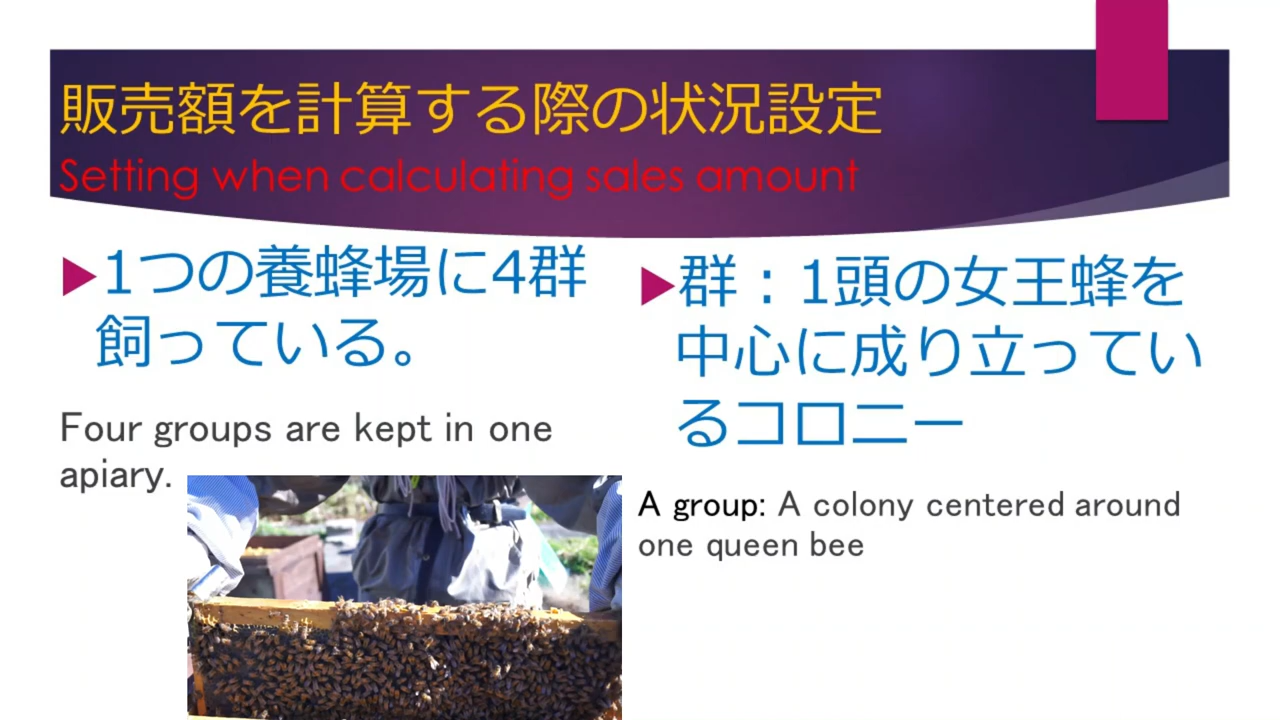 販売額を計算する際の状況設定
Setting when calculating sales amount
1つの養蜂場に4群
飼っている。
Four groups are kept in one
apiary.
群：1頭の女王蜂を
中心に成り立ってい
るコロニー
A group: A colony centered around
one queen bee